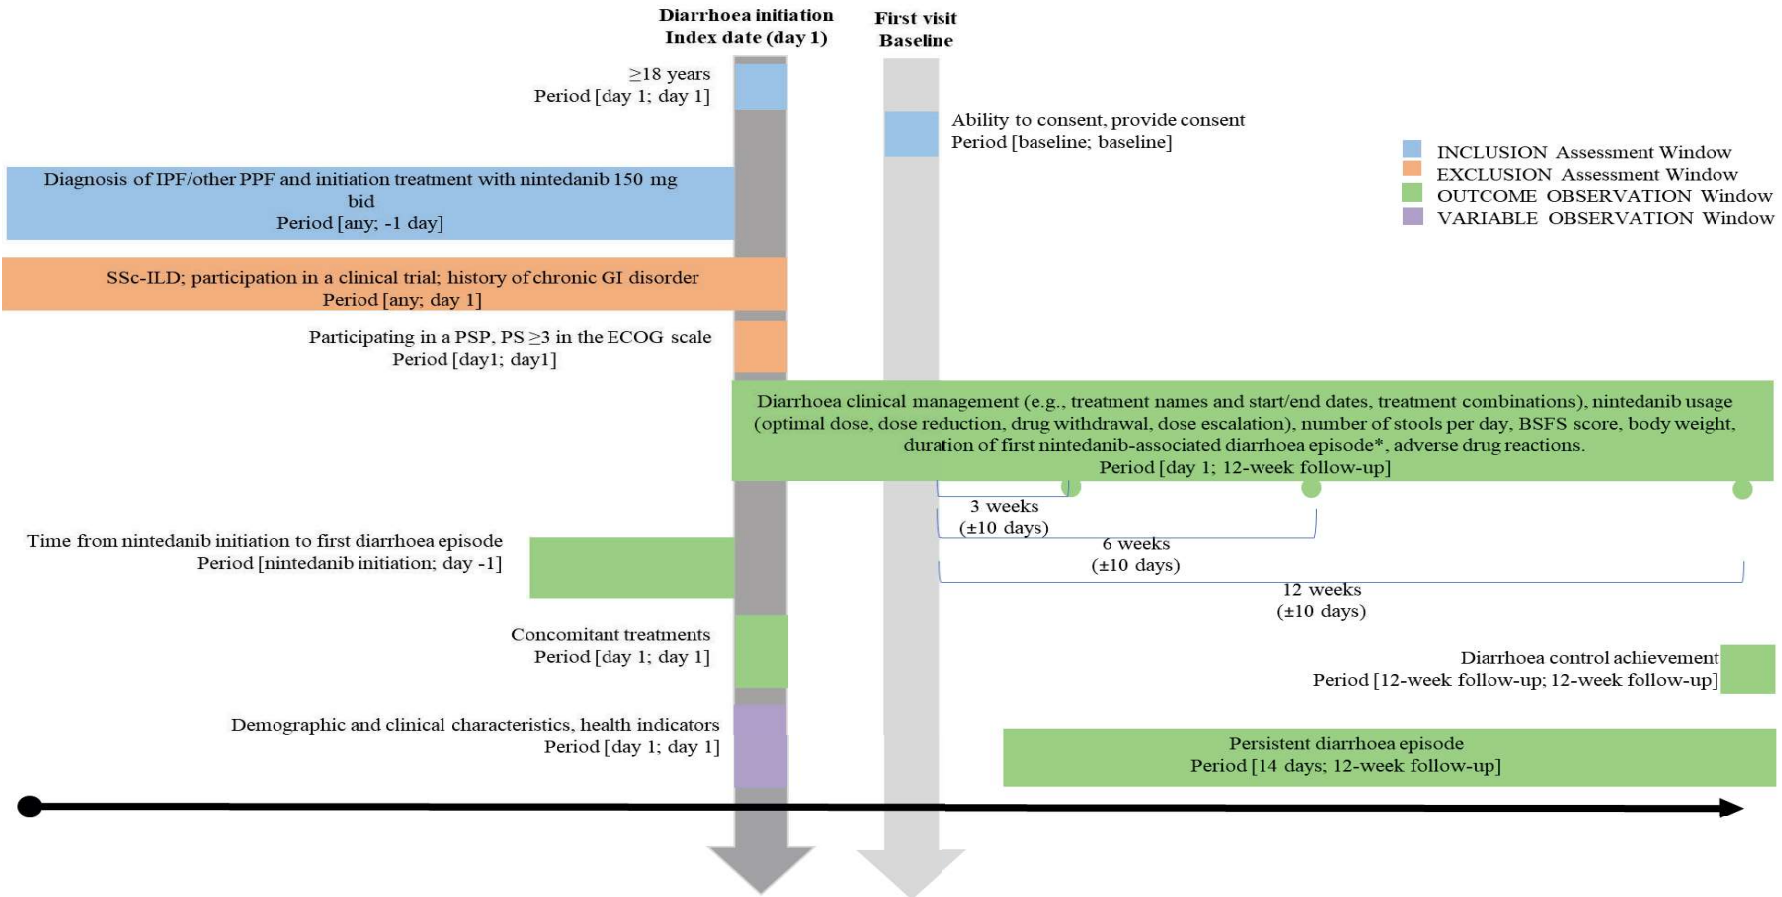 Diarrhoea initiation
Index date (day 1)
First visit
Baseline
≥18 years
Period [day 1; day 1]
Ability to consent, provide consent
Period [baseline; baseline]
INCLUSION Assessment Window
EXCLUSION Assessment Window
OUTCOME OBSERVATION Window
VARIABLE OBSERVATION Window
Diagnosis of IPF/other PPF and initiation treatment with nintedanib 150 mg
bid
Period [any; -1 day]
SSc-ILD; participation in a clinical trial; history of chronic GI disorder
Period [any; day 1]
Participating in a PSP, PS ≥3 in the ECOG scale
Period [day1; day1]
Diarrhoea clinical management (e.g., treatment names and start/end dates, treatment combinations), nintedanib usage
(optimal dose, dose reduction, drug withdrawal, dose escalation), number of stools per day, BSFS score, body weight,
duration of first nintedanib-associated diarrhoea episode*, adverse drug reactions.
Period [day 1; 12-week follow-up]
3 weeks
(±10 days)
6 weeks
(±10 days)
12 weeks
(±10 days)
Time from nintedanib initiation to first diarrhoea episode
Period [nintedanib initiation; day -1]
Concomitant treatments
Period [day 1; day 1]
Diarrhoea control achievement
Period [12-week follow-up; 12-week follow-up]
Demographic and clinical characteristics, health indicators
Period [day 1; day 1]
Persistent diarrhoea episode
Period [14 days; 12-week follow-up]